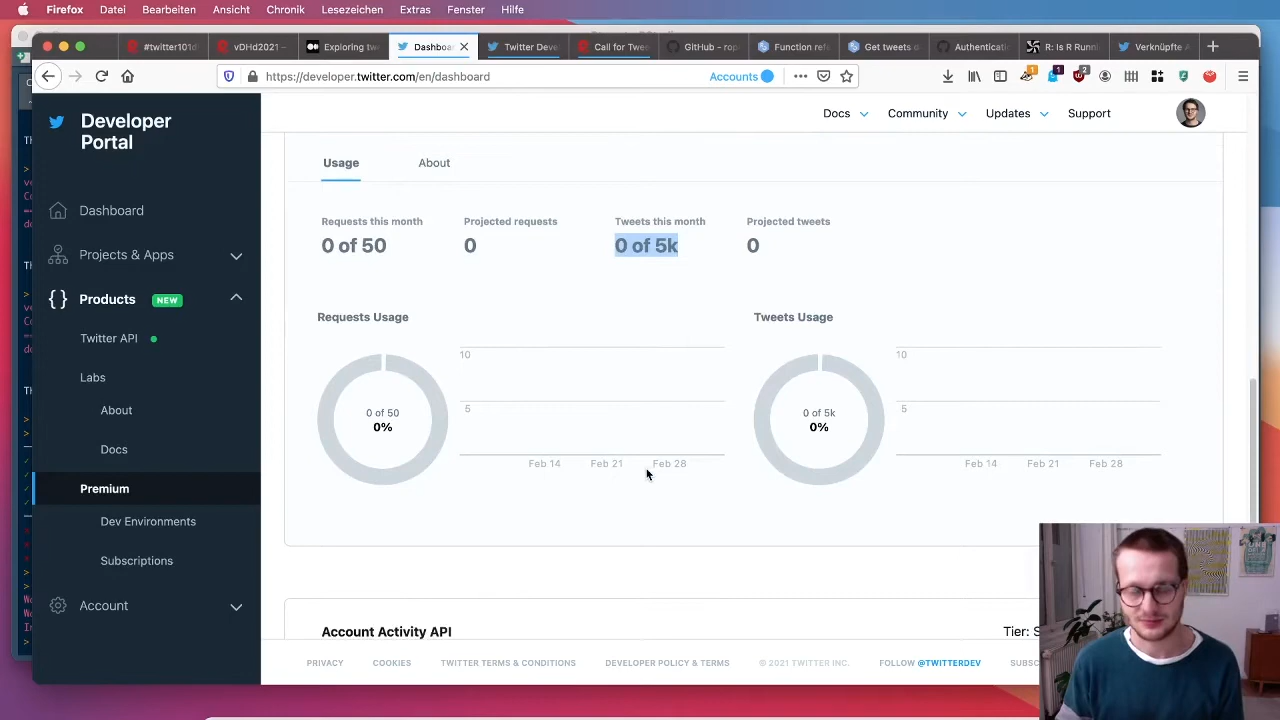 Firefox Datei Bearbeiten Ansicht Chronik Lesezeichen Extras Fenster Hilfe
#twitter101d vDHd2021 – Exploring tw Dashboa Twitter Deve Call for Twee GitHub - rop Function refe Get tweets d Authenticati R: Is R Runni Verknüpfte A
https://developer.twitter.com/en/dashboard Accounts
Developer
Portal
Docs Community Updates Support
Usage About
Dashboard
Projects & Apps
Products NEW
Twitter API
Labs
About
Docs
Premium
Dev Environments
Subscriptions
Account
Requests this month Projected requests Tweets this month Projected tweets
0 of 50 0 0 of 5k 0
Requests Usage Tweets Usage
10
5
0 of 50
0%
Feb 14 Feb 21 Feb 28
10
5
0 of 5k
0%
Feb 14 Feb 21 Feb 28
Account Activity API Tier: S
PRIVACY COOKIES TWITTER TERMS & CONDITIONS DEVELOPER POLICY & TERMS © 2021 TWITTER INC. FOLLOW @TWITTERDEV SUBSC